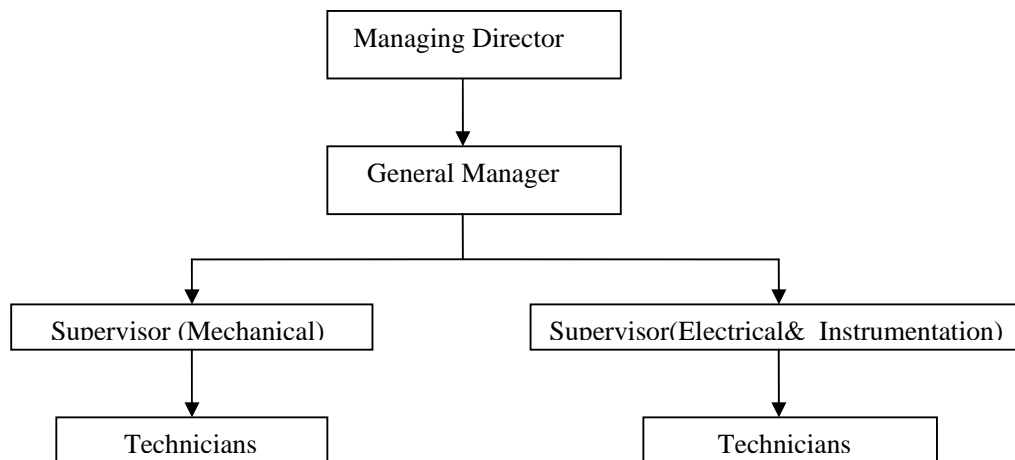 Managing Director
General Manager
Supervisor (Mechanical)
Supervisor(Electrical& Instrumentation)
Technicians
Technicians